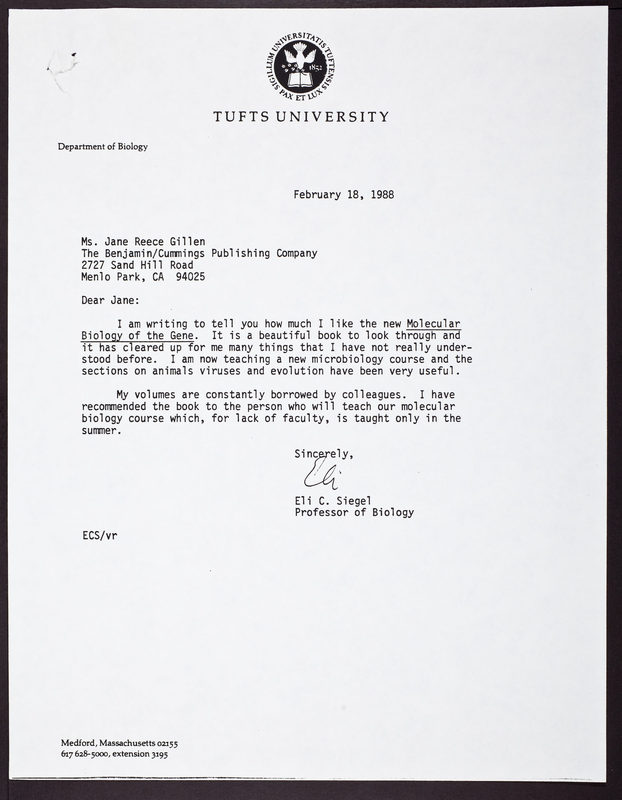 SIGILLUM UNIVERSITATIS TUFTENSIS
1852
PAX ET LUX
TUFTS UNIVERSITY
Department of Biology
February 18, 1988
Ms. Jane Reece Gillen
The Benjamin/Cummings Publishing Company
2727 Sand Hill Road
Menlo Park, CA  94025
Dear Jane:
I am writing to tell you how much I like the new Molecular
Biology of the Gene.  It is a beautiful book to look through and
it has cleared up for me many things that I have not really under-
stood before.  I am now teaching a new microbiology course and the
sections on animals viruses and evolution have been very useful.
My volumes are constantly borrowed by colleagues.  I have
recommended the book to the person who will teach our molecular
biology course which, for lack of faculty, is taught only in the
summer.
Sincerely,
Eli
Eli C. Siegel
Professor of Biology
ECS/vr
Medford, Massachusetts 02155
617 628-5000, extension 3195